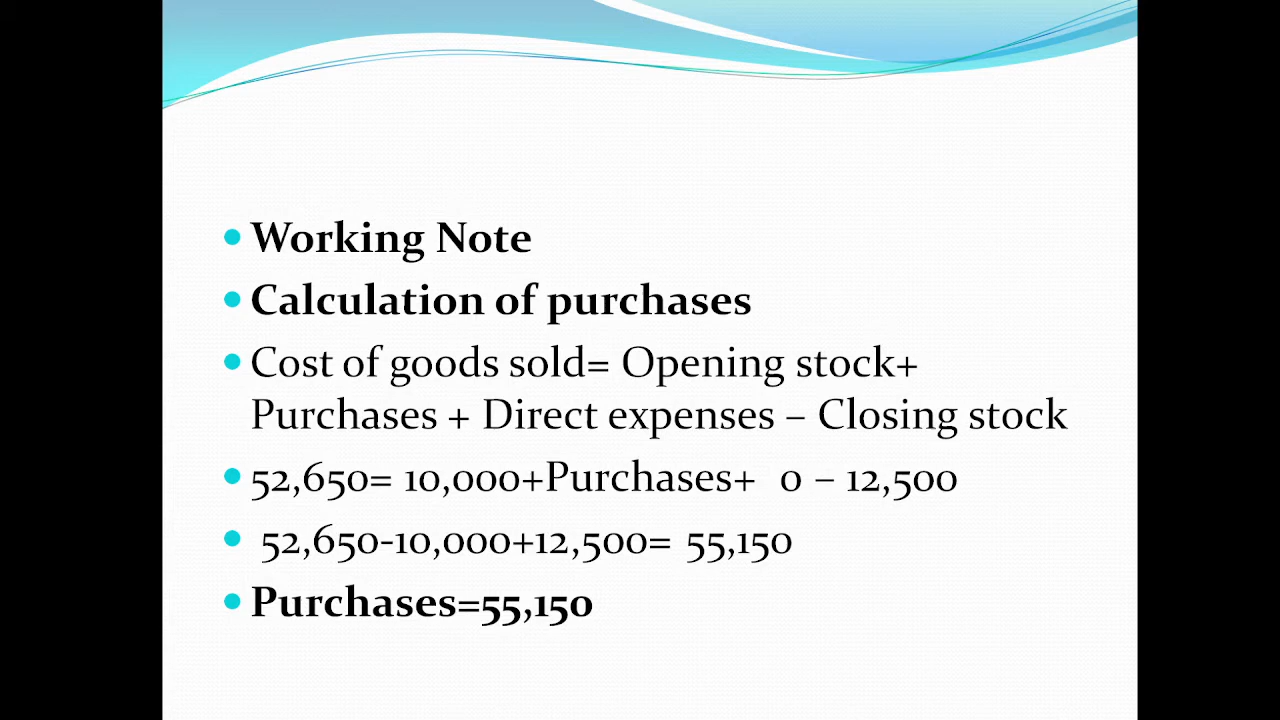 Working Note
Calculation of purchases
Cost of goods sold= Opening stock+
Purchases + Direct expenses – Closing stock
52,650= 10,000+Purchases+ 0 – 12,500
52,650-10,000+12,500= 55,150
Purchases=55,150